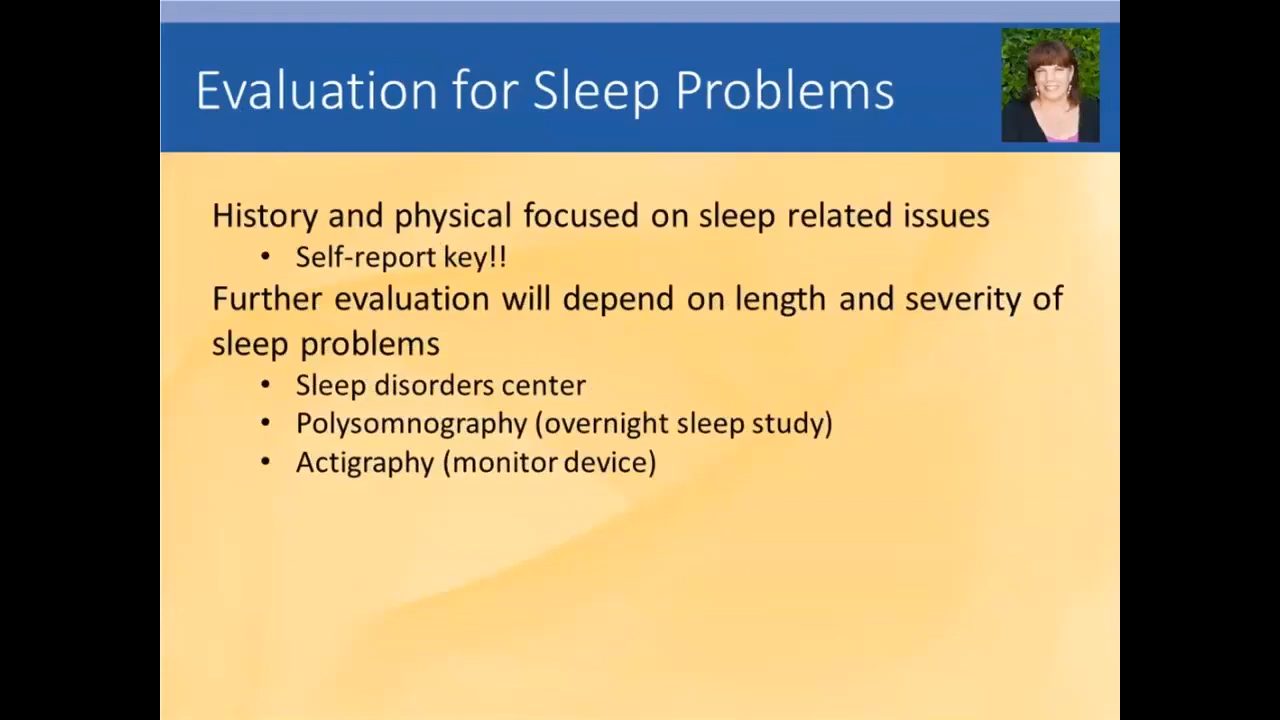 Evaluation for Sleep Problems
History and physical focused on sleep related issues
• Self-report key!!
Further evaluation will depend on length and severity of
sleep problems
• Sleep disorders center
• Polysomnography (overnight sleep study)
• Actigraphy (monitor device)